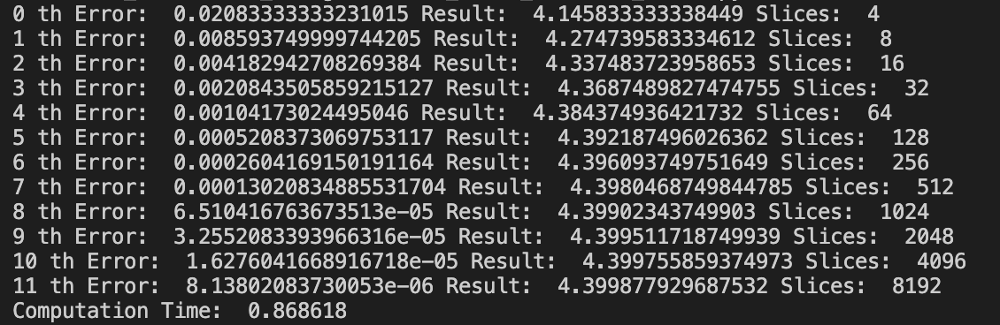 0 th Error:  0.02083333333231015 Result:  4.145833333338449 Slices:  4
1 th Error:  0.008593749999744205 Result:  4.274739583334612 Slices:  8
2 th Error:  0.004182942708269384 Result:  4.337483723958653 Slices:  16
3 th Error:  0.0020843505859215127 Result:  4.3687489827474755 Slices:  32
4 th Error:  0.00104173024495046 Result:  4.384374936421732 Slices:  64
5 th Error:  0.0005208373069753117 Result:  4.392187496026362 Slices:  128
6 th Error:  0.00026041691501911​64 Result:  4.396093749751649 Slices:  256
7 th Error:  0.00013020834885531704 Result:  4.3980468749844785 Slices:  512
8 th Error:  6.510416763673513e-05 Result:  4.39902343749903 Slices:  1024
9 th Error:  3.2552083393966316e-05 Result:  4.399511718749939 Slices:  2048
10 th Error:  1.6276041668916718e-05 Result:  4.399755859374973 Slices:  4096
11 th Error:  8.13802083730053e-06 Result:  4.399877929687532 Slices:  8192
Computation Time:  0.868618